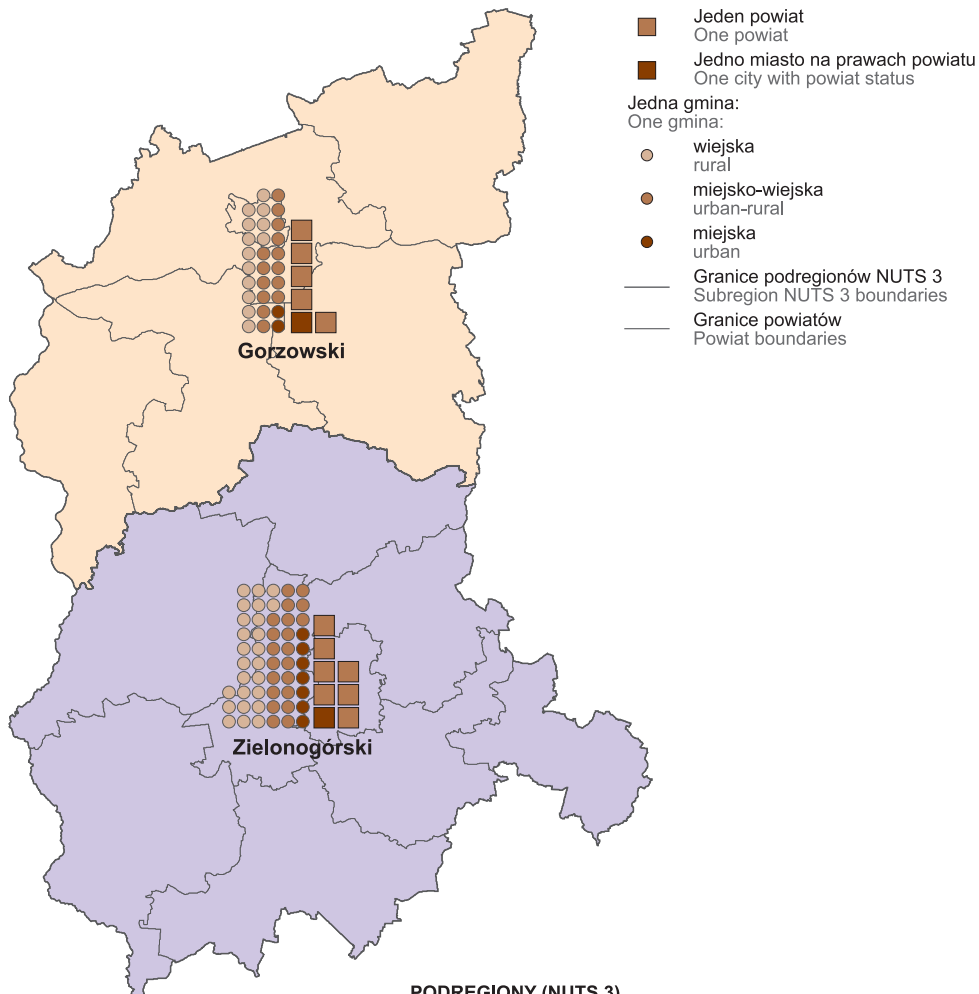 Jeden powiat
One powiat
Jedno miasto na prawach powiatu
One city with powiat status
Jedna gmina:
One gmina:
wiejska
rural
miejsko-wiejska
urban-rural
miejska
urban
Granice podregionów NUTS 3
Subregion NUTS 3 boundaries
Granice powiatów
Powiat boundaries
Gorzowski
Zielonogórski
PODREGIONY (NUTS 3)